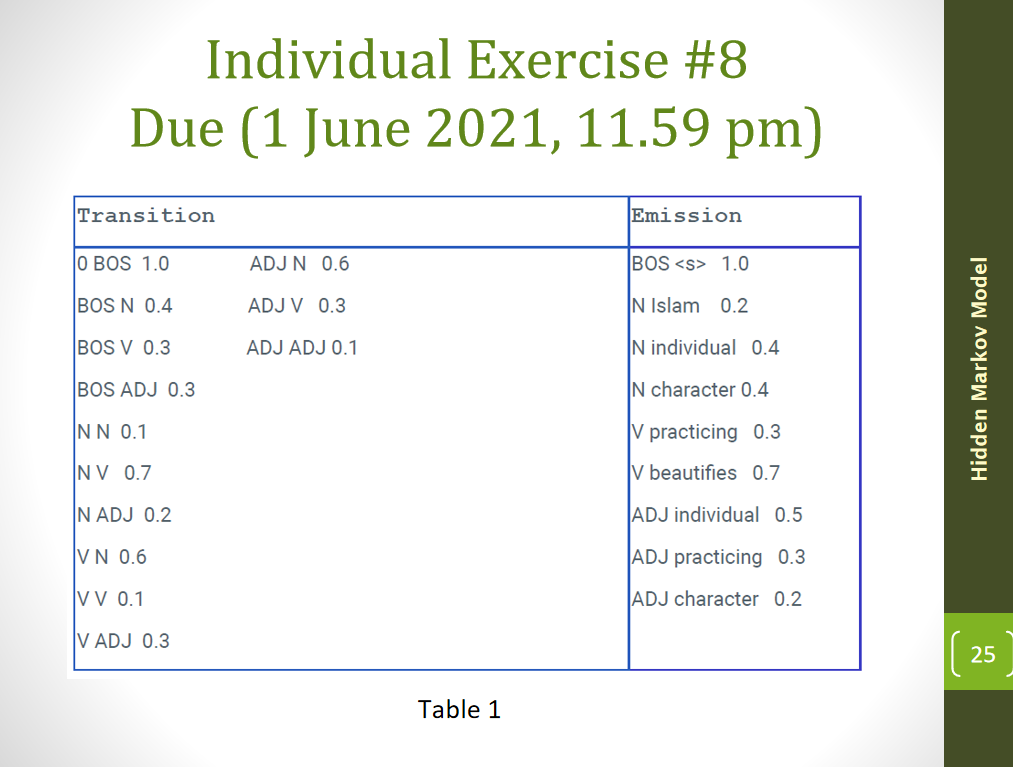 Individual Exercise #8
Due (1 June 2021, 11.59 pm)
Transition
Emission
0 BOS 1.0
BOS N 0.4
BOS V 0.3
BOS ADJ 0.3
N N 0.1
N V 0.7
N ADJ 0.2
V N 0.6
V V 0.1
V ADJ 0.3
ADJ N 0.6
ADJ V 0.3
ADJ ADJ 0.1
BOS <s> 1.0
N Islam 0.2
N individual 0.4
N character 0.4
V practicing 0.3
V beautifies 0.7
ADJ individual 0.5
ADJ practicing 0.3
ADJ character 0.2
Table 1
Hidden Markov Model
25